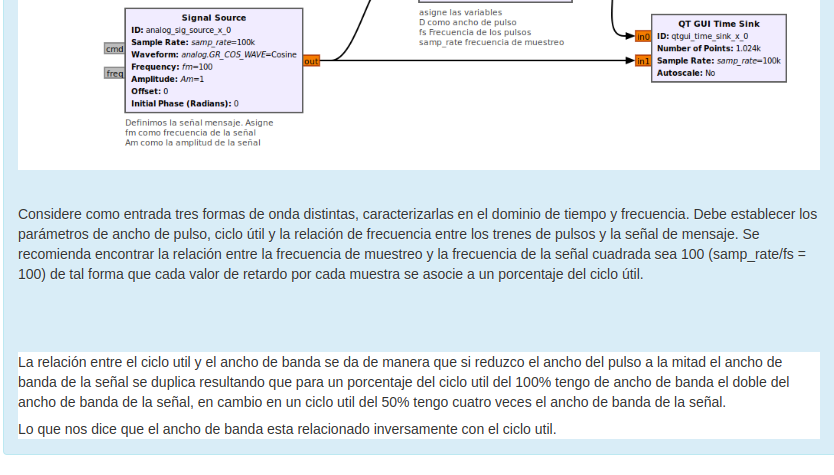 asigne las variables
D como ancho de pulso
fs Frecuencia de los pulsos
samp_rate frecuencia de muestreo
Signal Source
ID: analog_sig_source_x_0
Sample Rate: samp_rate=100k
Waveform: analog.GR_COS_WAVE=Cosine
Frequency: fm=100
Amplitude: Am=1
Offset: 0
Initial Phase (Radians): 0
cmd
freq
out
in0
in1
QT GUI Time Sink
ID: qtgui_time_sink_x_0
Number of Points: 1.024k
Sample Rate: samp_rate=100k
Autoscale: No
Definimos la señal mensaje. Asigne
fm como frecuencia de la señal
Am como la amplitud de la señal
Considere como entrada tres formas de onda distintas, caracterizarlas en el dominio de tiempo y frecuencia. Debe establecer los
parámetros de ancho de pulso, ciclo útil y la relación de frecuencia entre los trenes de pulsos y la señal de mensaje. Se
recomienda encontrar la relación entre la frecuencia de muestreo y la frecuencia de la señal cuadrada sea 100 (samp_rate/fs =
100) de tal forma que cada valor de retardo por cada muestra se asocie a un porcentaje del ciclo útil.
La relación entre el ciclo util y el ancho de banda se da de manera que si reduzco el ancho del pulso a la mitad el ancho de
banda de la señal se duplica resultando que para un porcentaje del ciclo util del 100% tengo de ancho de banda el doble del
ancho de banda de la señal, en cambio en un ciclo util del 50% tengo cuatro veces el ancho de banda de la señal.
Lo que nos dice que el ancho de banda esta relacionado inversamente con el ciclo util.